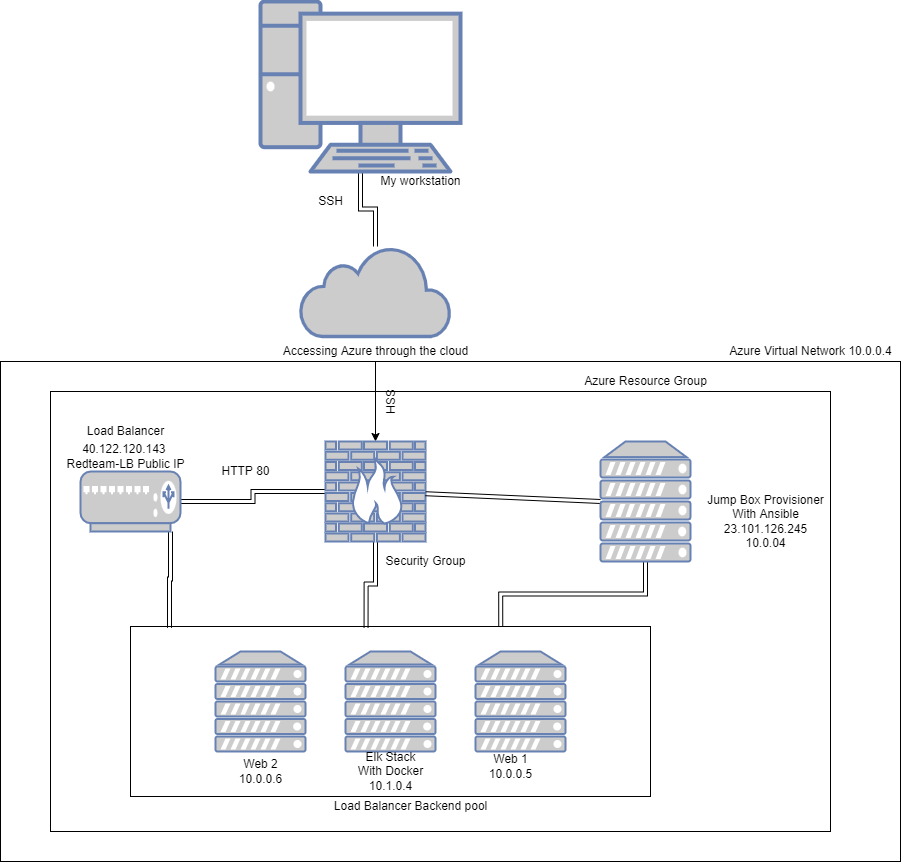 My workstation
SSH
Accessing Azure through the cloud
Azure Virtual Network 10.0.0.4
Azure Resource Group
HSS
Load Balancer
40.122.120.143
Redteam-LB Public IP
HTTP 80
Jump Box Provisioner
With Ansible
23.101.126.245
10.0.04
Security Group
Web 2
10.0.0.6
Elk Stack
With Docker
10.1.0.4
Web 1
10.0.0.5
Load Balancer Backend pool